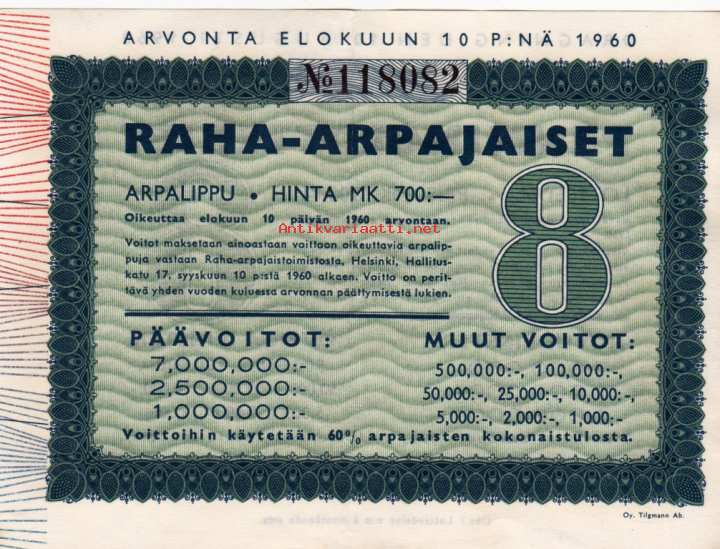 ARVONTA ELOKUUN 10 P:NÄ 1960
№118082
RAHA-ARPAJAISET
ARPALIPPU • HINTA MK 700:—
8
Oikeuttaa elokuun 10 päivän 1960 arvontaan.
Antikvariaatti.net
Voitot maksetaan ainoastaan voittoon oikeuttavia arpalip-
puja vastaan Raha-arpajaistoimistosta, Helsinki, Hallitus-
katu 17, syyskuun 10 p:stä 1960 alkaen. Voitto on perit-
tävä yhden vuoden kuluessa arvonnan päättymisestä lukien.
PÄÄVOITOT:
7,000,000:-
2,500,000:-
1,000,000:-
MUUT VOITOT:
500,000:-, 100,000:-,
50,000:-, 25,000:-, 10,000:-,
5,000:-, 2,000:-, 1,000:-
Voittoihin käytetään 60% arpajaisten kokonaistulosta.
Oy. Tilgmann Ab.